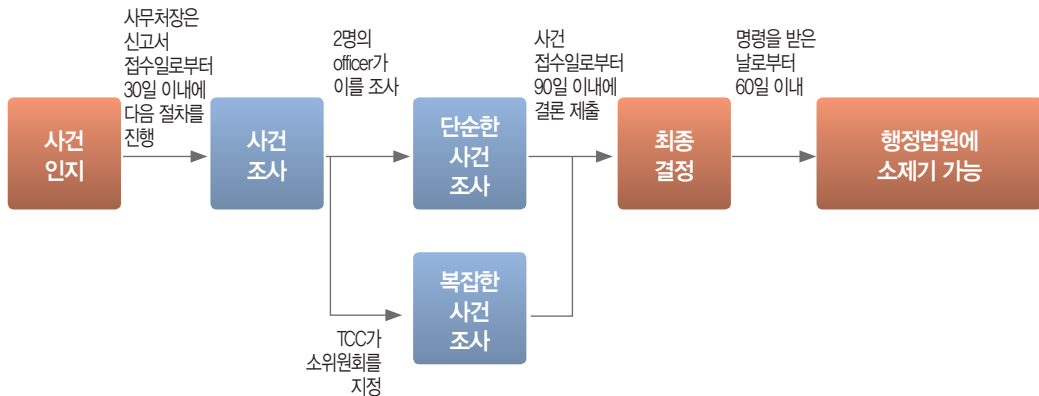 사무처장은
신고서
접수일로부터
30일 이내에
다음 절차를
진행
2명의
officer가
이를 조사
사건
접수일로부터
90일 이내에
결론 제출
명령을 받은
날로부터
60일 이내
사건
인지
사건
조사
단순한
사건
조사
최종
결정
행정법원에
소제기 가능
복잡한
사건
조사
TCC가
소위원회를
지정